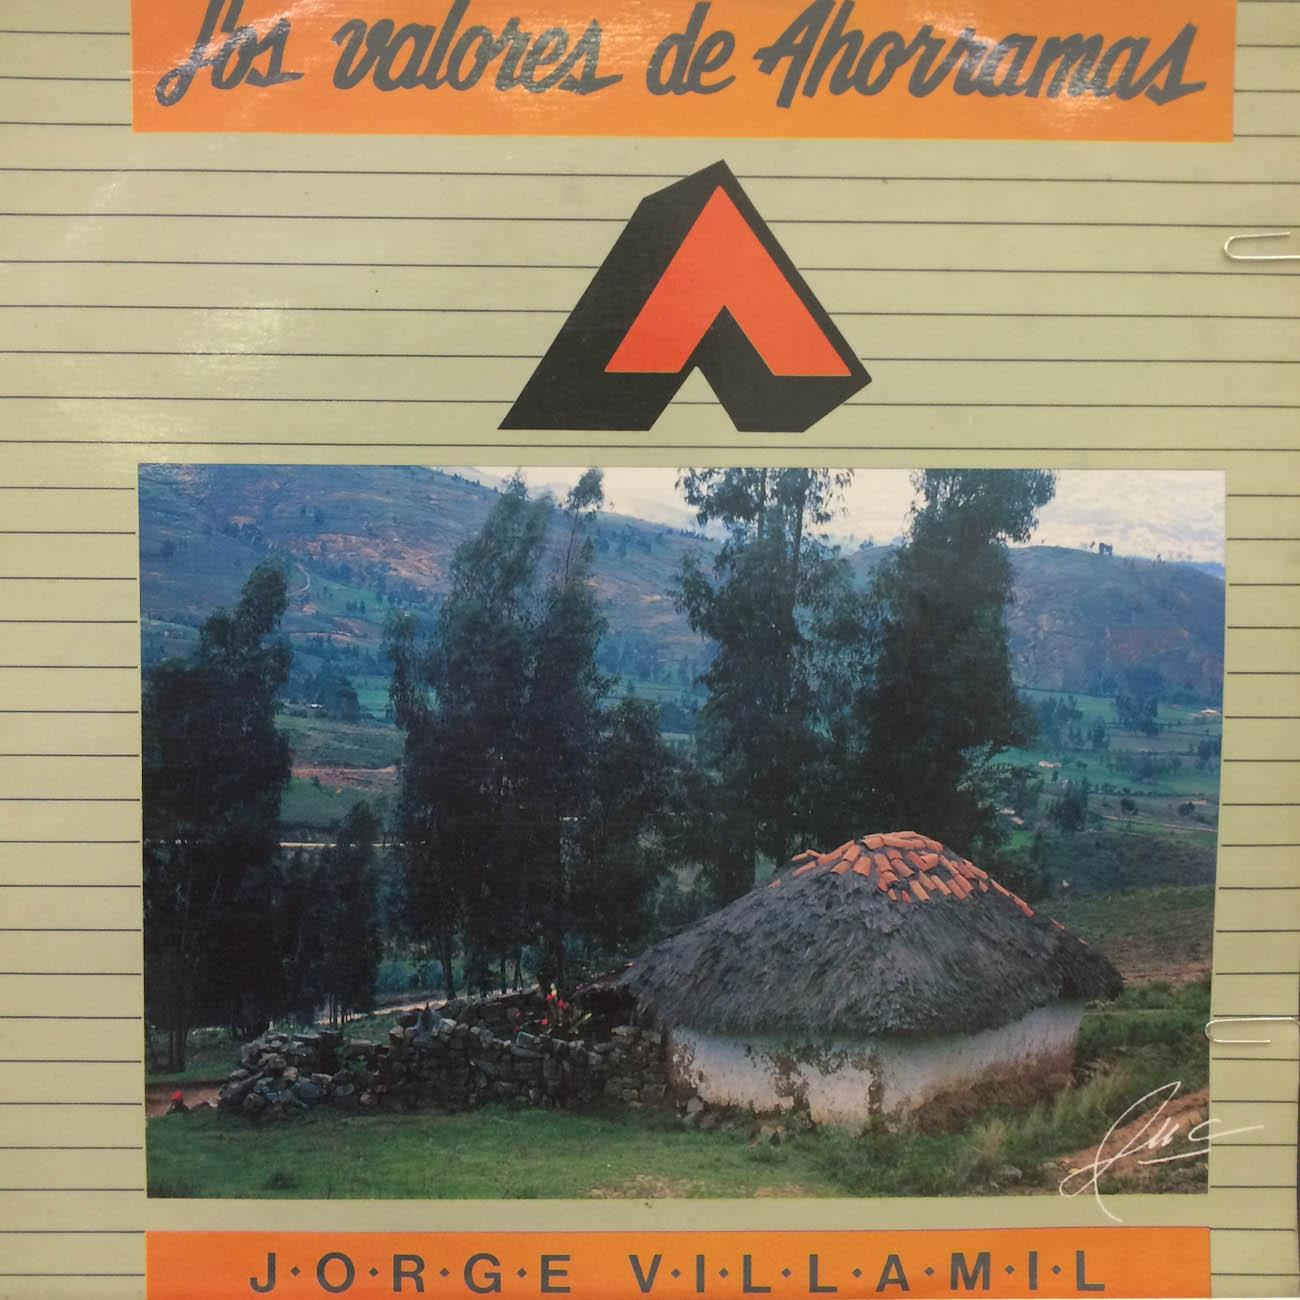 Los valores de Ahorramas
J·O·R·G·E V·I·L·L·A·M·I·L